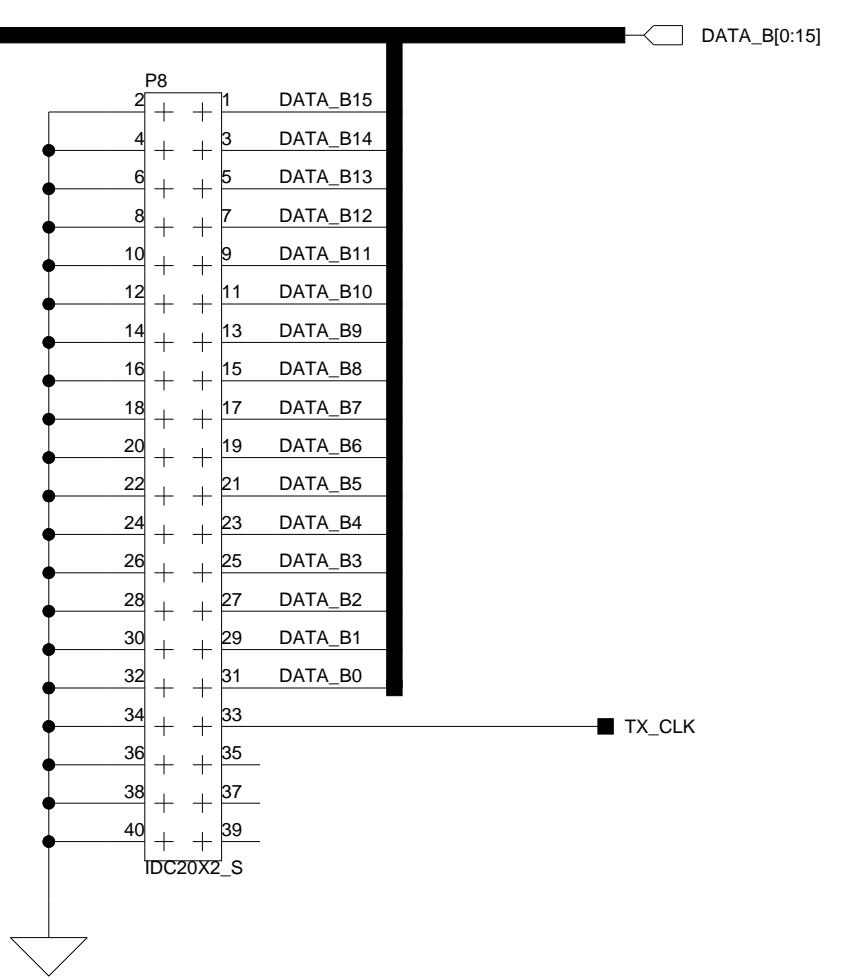 DATA_B[0:15]
P8
2 1 DATA_B15
4 3 DATA_B14
6 5 DATA_B13
8 7 DATA_B12
10 9 DATA_B11
12 11 DATA_B10
14 13 DATA_B9
16 15 DATA_B8
18 17 DATA_B7
20 19 DATA_B6
22 21 DATA_B5
24 23 DATA_B4
26 25 DATA_B3
28 27 DATA_B2
30 29 DATA_B1
32 31 DATA_B0
34 33 TX_CLK
36 35
38 37
40 39
IDC20X2_S